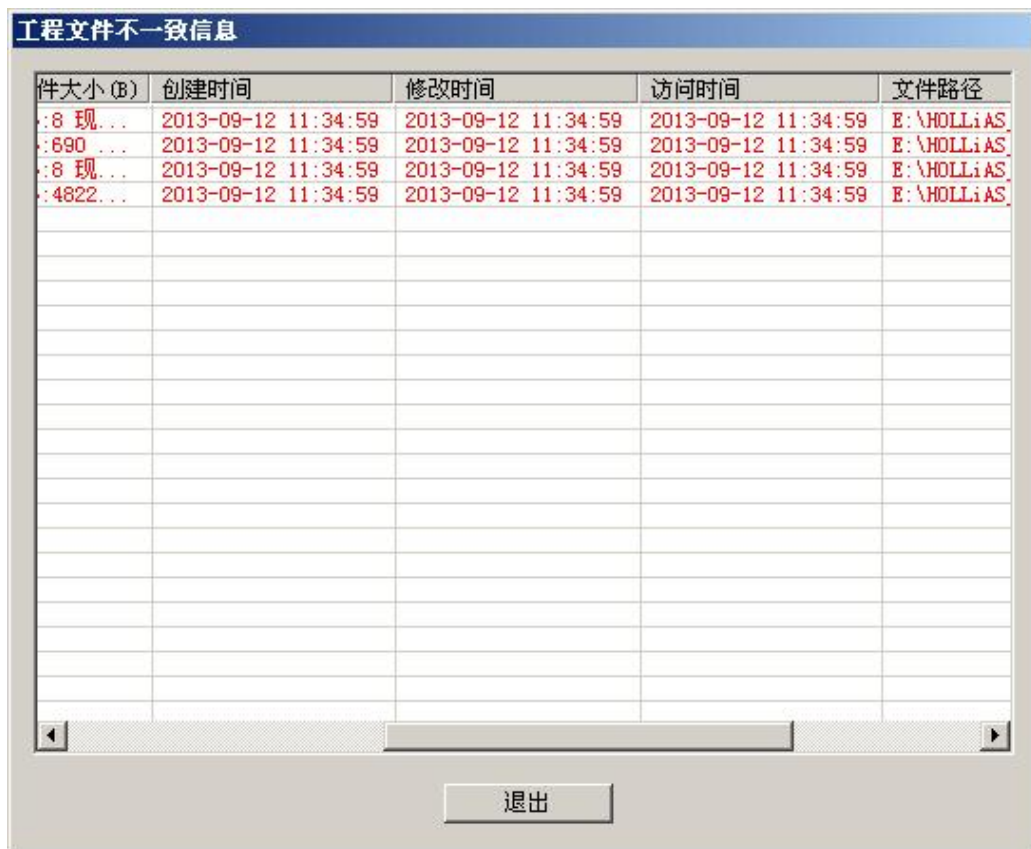 工程文件不一致信息
件大小(B) 创建时间 修改时间 访问时间 文件路径
:8 现... 2013-09-12 11:34:59 2013-09-12 11:34:59 2013-09-12 11:34:59 E:\HOLLiAS_
:690 ... 2013-09-12 11:34:59 2013-09-12 11:34:59 2013-09-12 11:34:59 E:\HOLLiAS_
:8 现... 2013-09-12 11:34:59 2013-09-12 11:34:59 2013-09-12 11:34:59 E:\HOLLiAS_
:4822... 2013-09-12 11:34:59 2013-09-12 11:34:59 2013-09-12 11:34:59 E:\HOLLiAS_
退出